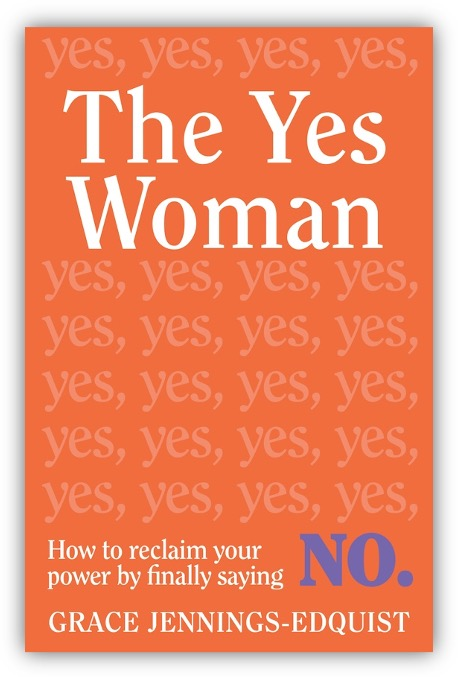 yes, yes, yes, yes,
The Yes
Woman
yes, yes, yes, yes,
yes, yes, yes, yes,
yes, yes, yes, yes,
yes, yes, yes, yes,
yes, yes, yes, yes,
How to reclaim your
power by finally saying NO.
GRACE JENNINGS-EDQUIST